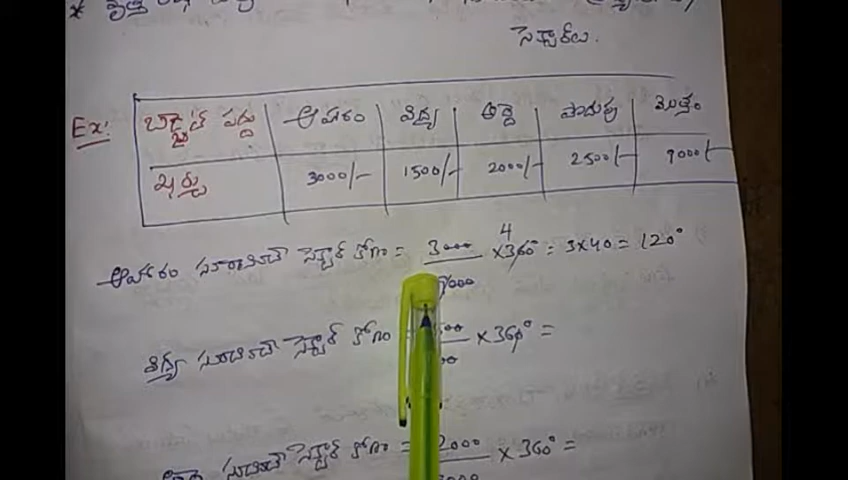 సెక్టార్‌లు.
Ex: బడ్జెట్ పద్దు ఆహారం విద్య అద్దె పొదుపు మొత్తం
ఖర్చు 3000/- 1500/- 2000/- 2500/- 9000/-
4
ఆహారం సూచించే సెక్టార్ కోణం = 3000 ×360° = 3×40 = 120°
9000
విద్య సూచించే సెక్టార్ కోణం ×360° =
సూచించే సెక్టార్ కోణం = 2000 ×360° =